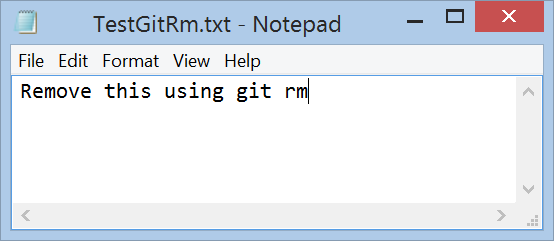 TestGitRm.txt - Notepad
File Edit Format View Help
Remove this using git rm